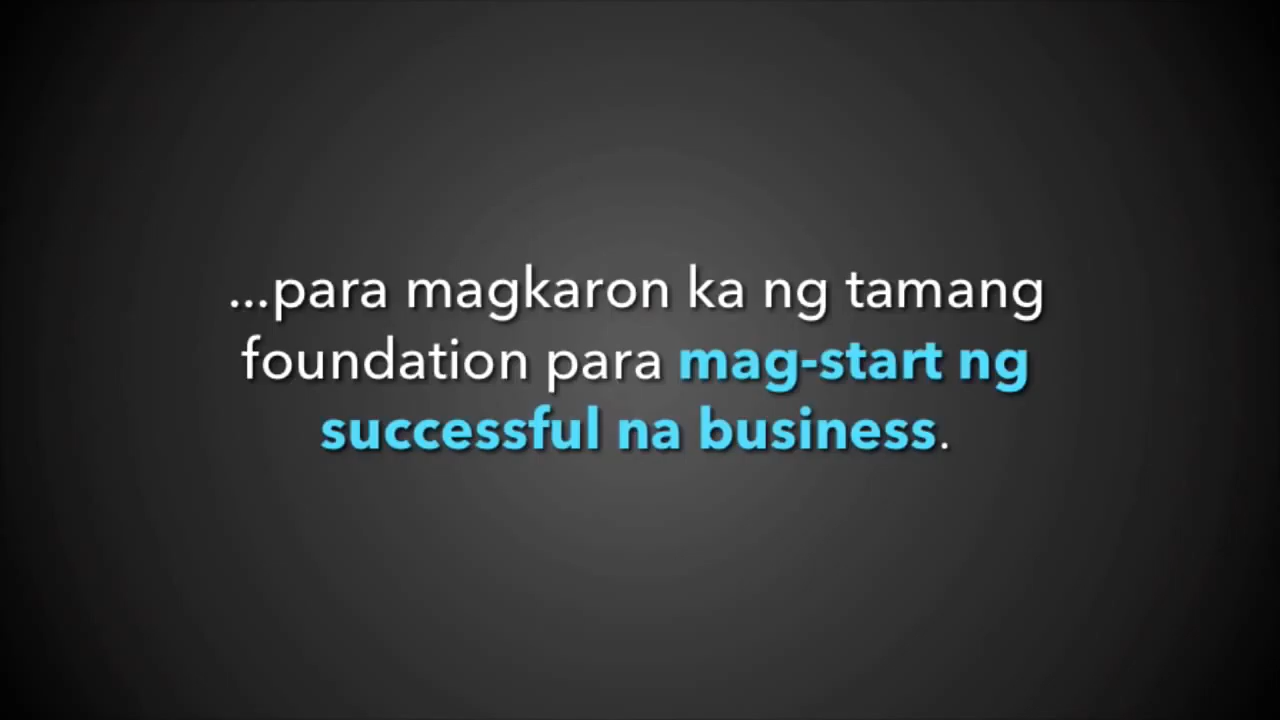 ...para magkaron ka ng tamang
foundation para mag-start ng
successful na business.